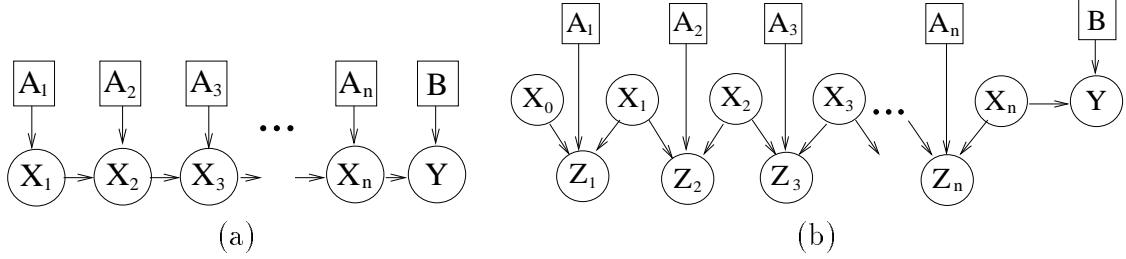 A1 A2 A3 An B
...
X1 X2 X3 Xn Y
(a)
A1 A2 A3 An B
X0 X1 X2 X3 ... Xn Y
Z1 Z2 Z3 Zn
(b)